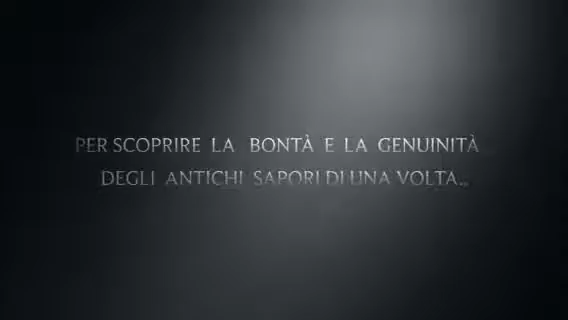 PER SCOPRIRE LA BONTÀ E LA GENUINITÀ
DEGLI ANTICHI SAPORI DI UNA VOLTA..